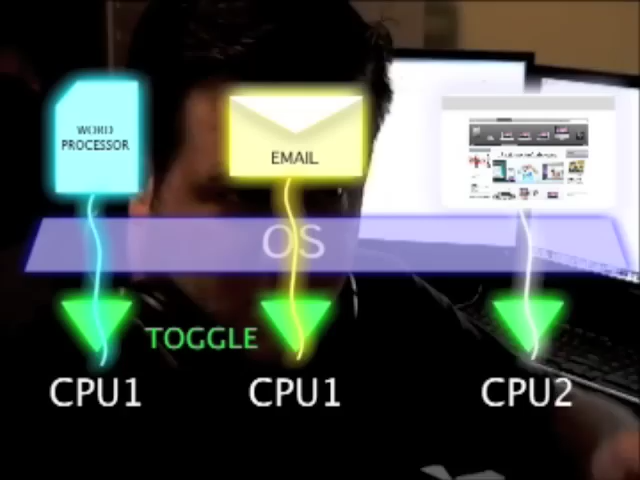 WORD
PROCESSOR
EMAIL
OS
TOGGLE
CPU1
CPU1
CPU2